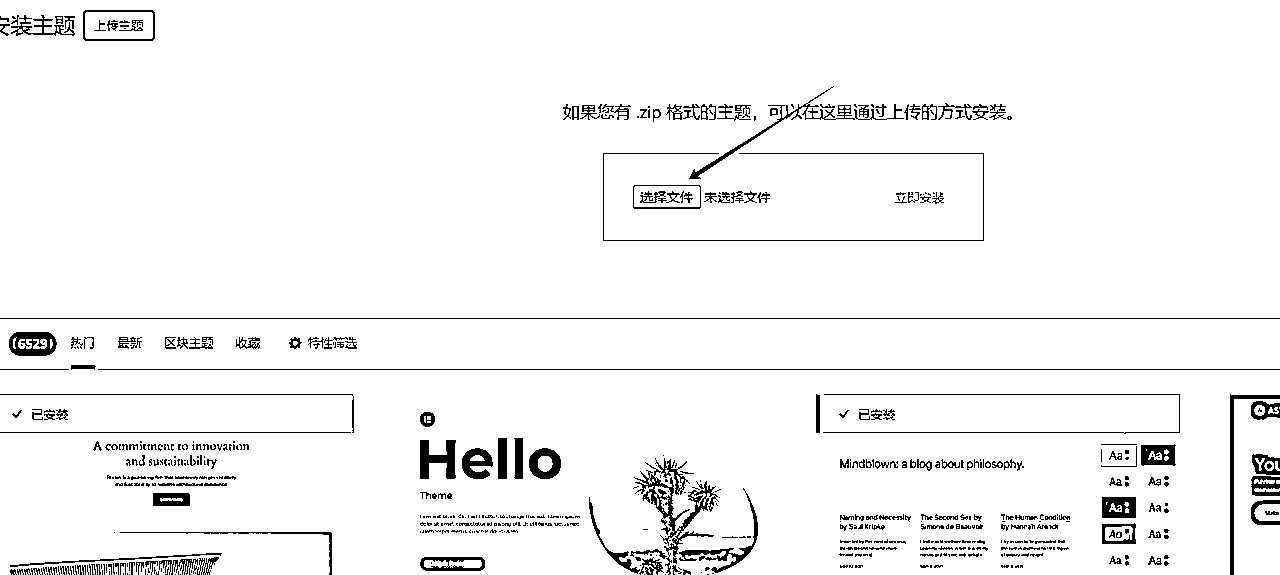 安装主题 上传主题
如果您有 .zip 格式的主题，可以在这里通过上传的方式安装。
选择文件 未选择文件 立即安装
6529 热门 最新 区块主题 收藏 特性筛选
已安装
A commitment to innovation
and sustainability
Hello
Theme
已安装
Mindblown: a blog about philosophy.
Naming and Necessity
by Saul Kripke
The Second Sex by
Simone de Beauvoir
The Human Condition
by Hannah Arendt
Aa Aa
Aa Aa
Aa Aa
Aa Aa
Aa Aa
You